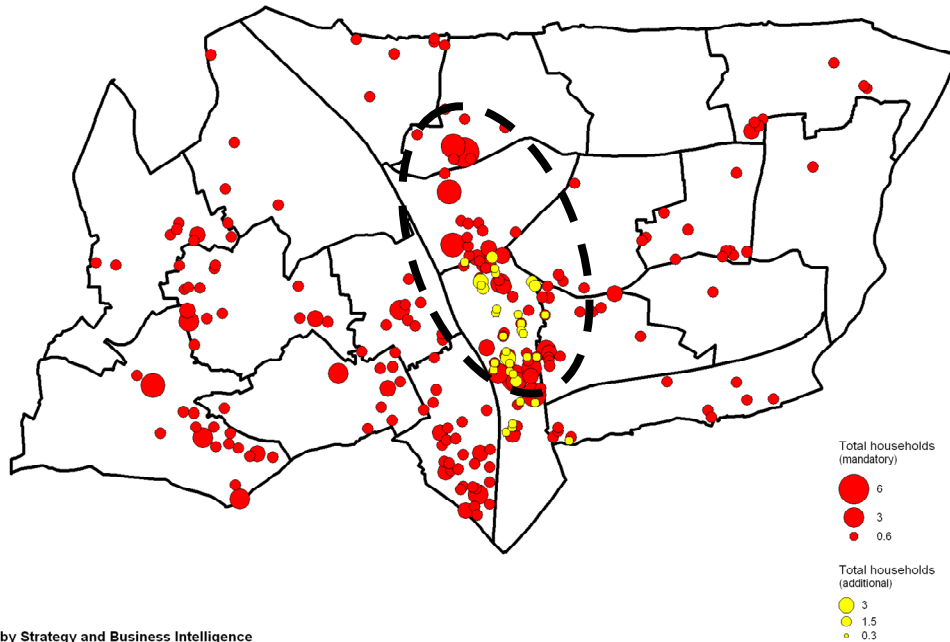 Total households
(mandatory)
6
3
0.6
Total households
(additional)
3
1.5
0.3
by Strategy and Business Intelligence